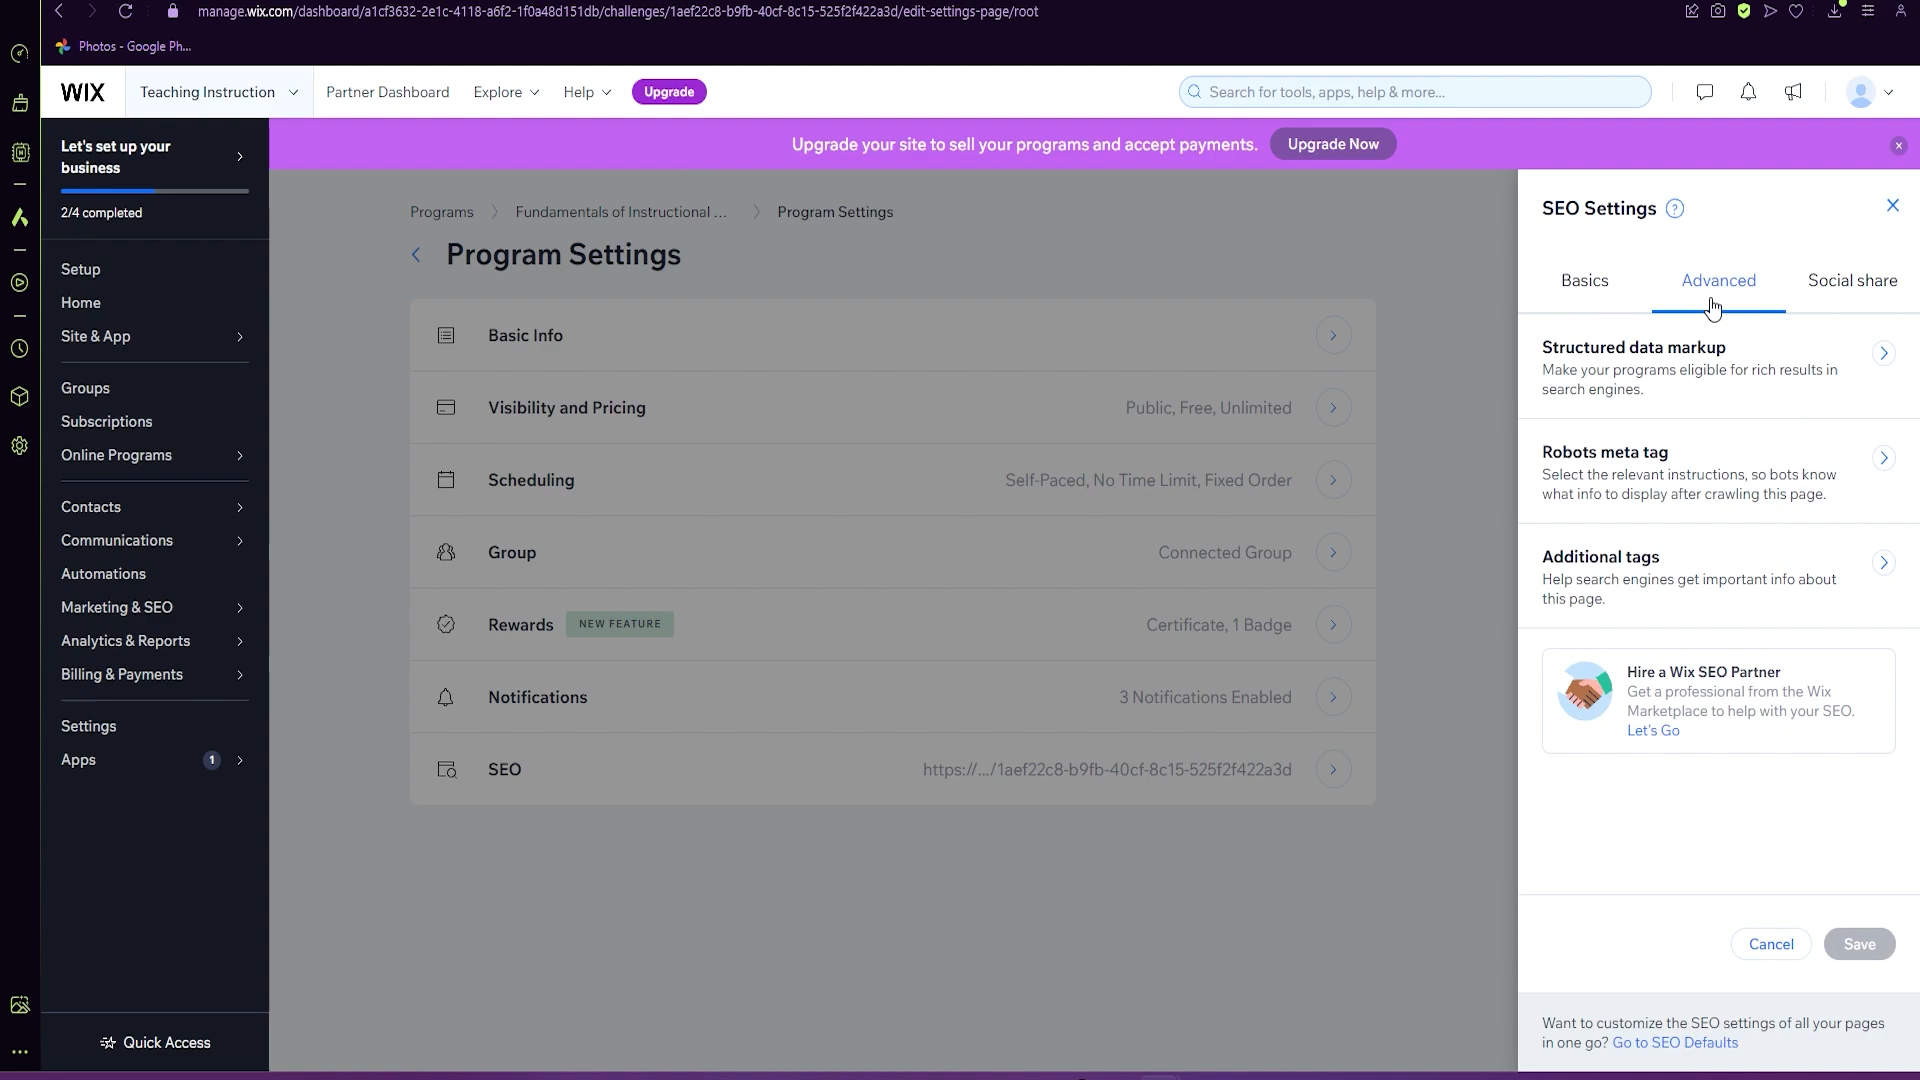 manage.wix.com/dashboard/a1cf3632-2e1c-4118-a6f2-1f0a48d151db/challenges/1aef22c8-b9fb-40cf-8c15-525f2f422a3d/edit-settings-page/root
Photos - Google Ph...
WIX
Teaching Instruction
Partner Dashboard
Explore
Help
Upgrade
Search for tools, apps, help & more...
Let's set up your
business
2/4 completed
Upgrade your site to sell your programs and accept payments.
Upgrade Now
Setup
Home
Site & App
Groups
Subscriptions
Online Programs
Contacts
Communications
Automations
Marketing & SEO
Analytics & Reports
Billing & Payments
Settings
Apps
1
Quick Access
Programs
Fundamentals of Instructional ...
Program Settings
Program Settings
Basic Info
Visibility and Pricing
Public, Free, Unlimited
Scheduling
Self-Paced, No Time Limit, Fixed Order
Group
Connected Group
Rewards
NEW FEATURE
Certificate, 1 Badge
Notifications
3 Notifications Enabled
SEO
https://.../1aef22c8-b9fb-40cf-8c15-525f2f422a3d
SEO Settings
?
Basics
Advanced
Social share
Structured data markup
Make your programs eligible for rich results in
search engines.
Robots meta tag
Select the relevant instructions, so bots know
what info to display after crawling this page.
Additional tags
Help search engines get important info about
this page.
Hire a Wix SEO Partner
Get a professional from the Wix
Marketplace to help with your SEO.
Let's Go
Cancel
Save
Want to customize the SEO settings of all your pages
in one go? Go to SEO Defaults